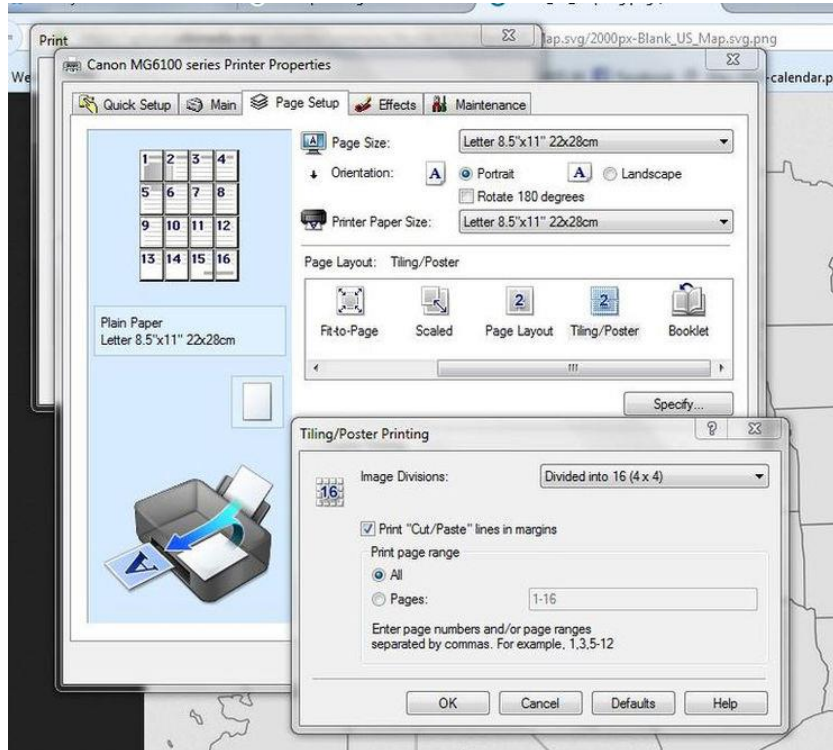 Print
Map.svg/2000px-Blank_US_Map.svg.png
We
-calendar.p
Canon MG6100 series Printer Properties
Quick Setup Main Page Setup Effects Maintenance
1 2 3 4
5 6 7 8
9 10 11 12
13 14 15 16
Plain Paper
Letter 8.5"x11" 22x28cm
Page Size: Letter 8.5"x11" 22x28cm
Orientation: A Portrait A Landscape
Rotate 180 degrees
Printer Paper Size: Letter 8.5"x11" 22x28cm
Page Layout: Tiling/Poster
Fit-to-Page Scaled Page Layout Tiling/Poster Booklet
Specify...
Tiling/Poster Printing
16 Image Divisions: Divided into 16 (4 x 4)
Print "Cut/Paste" lines in margins
Print page range
All
Pages: 1-16
Enter page numbers and/or page ranges
separated by commas. For example, 1,3,5-12
OK Cancel Defaults Help